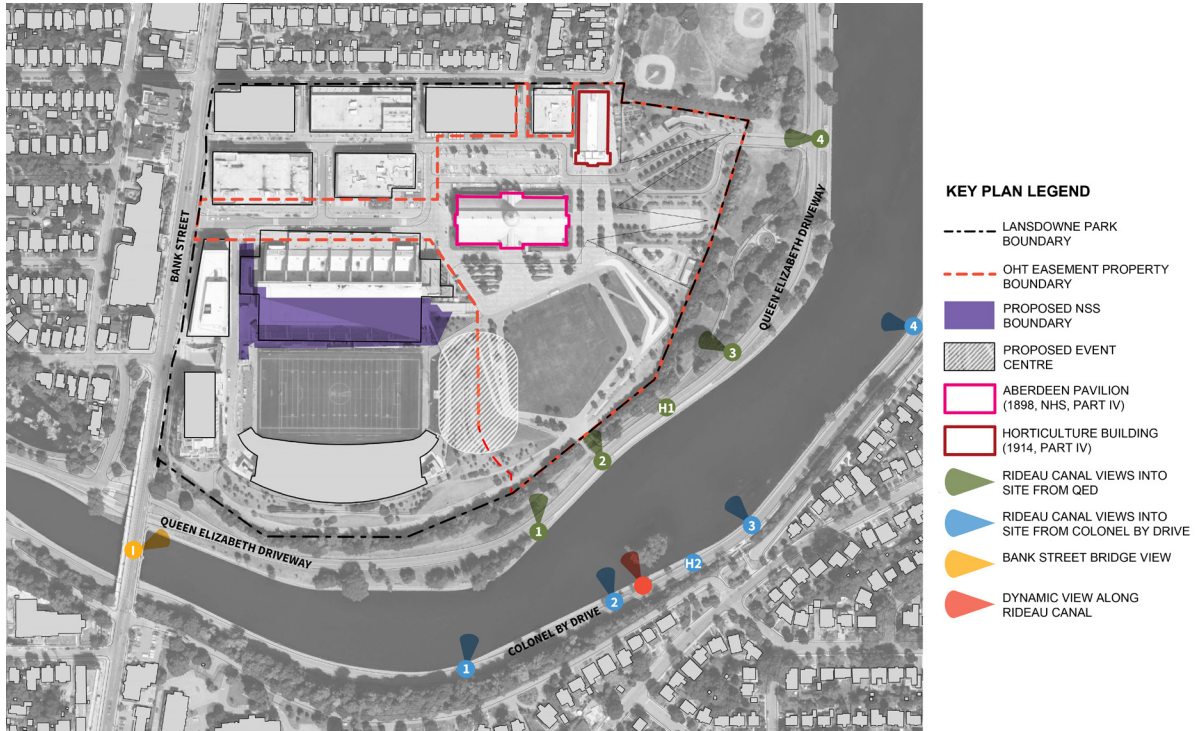 BANK STREET
QUEEN ELIZABETH DRIVEWAY
4
4
3
H1
2
1
QUEEN ELIZABETH DRIVEWAY
I
3
H2
2
1
COLONEL BY DRIVE
KEY PLAN LEGEND
LANSDOWNE PARK
BOUNDARY
OHT EASEMENT PROPERTY
BOUNDARY
PROPOSED NSS
BOUNDARY
PROPOSED EVENT
CENTRE
ABERDEEN PAVILION
(1898, NHS, PART IV)
HORTICULTURE BUILDING
(1914, PART IV)
RIDEAU CANAL VIEWS INTO
SITE FROM QED
RIDEAU CANAL VIEWS INTO
SITE FROM COLONEL BY DRIVE
BANK STREET BRIDGE VIEW
DYNAMIC VIEW ALONG
RIDEAU CANAL